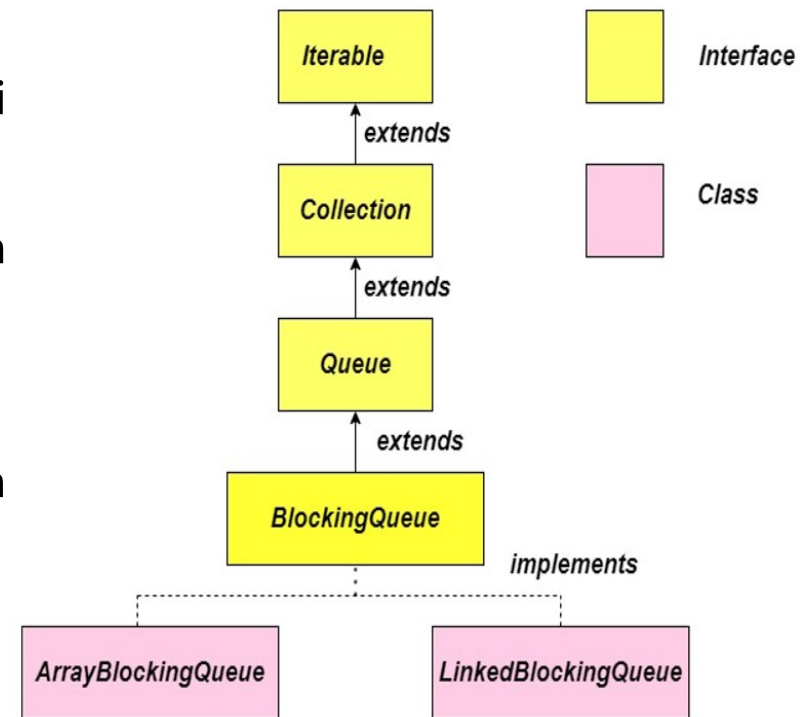 Iterable
Interface
i
extends
Collection
Class
n
extends
Queue
extends
n
BlockingQueue
implements
ArrayBlockingQueue
LinkedBlockingQueue